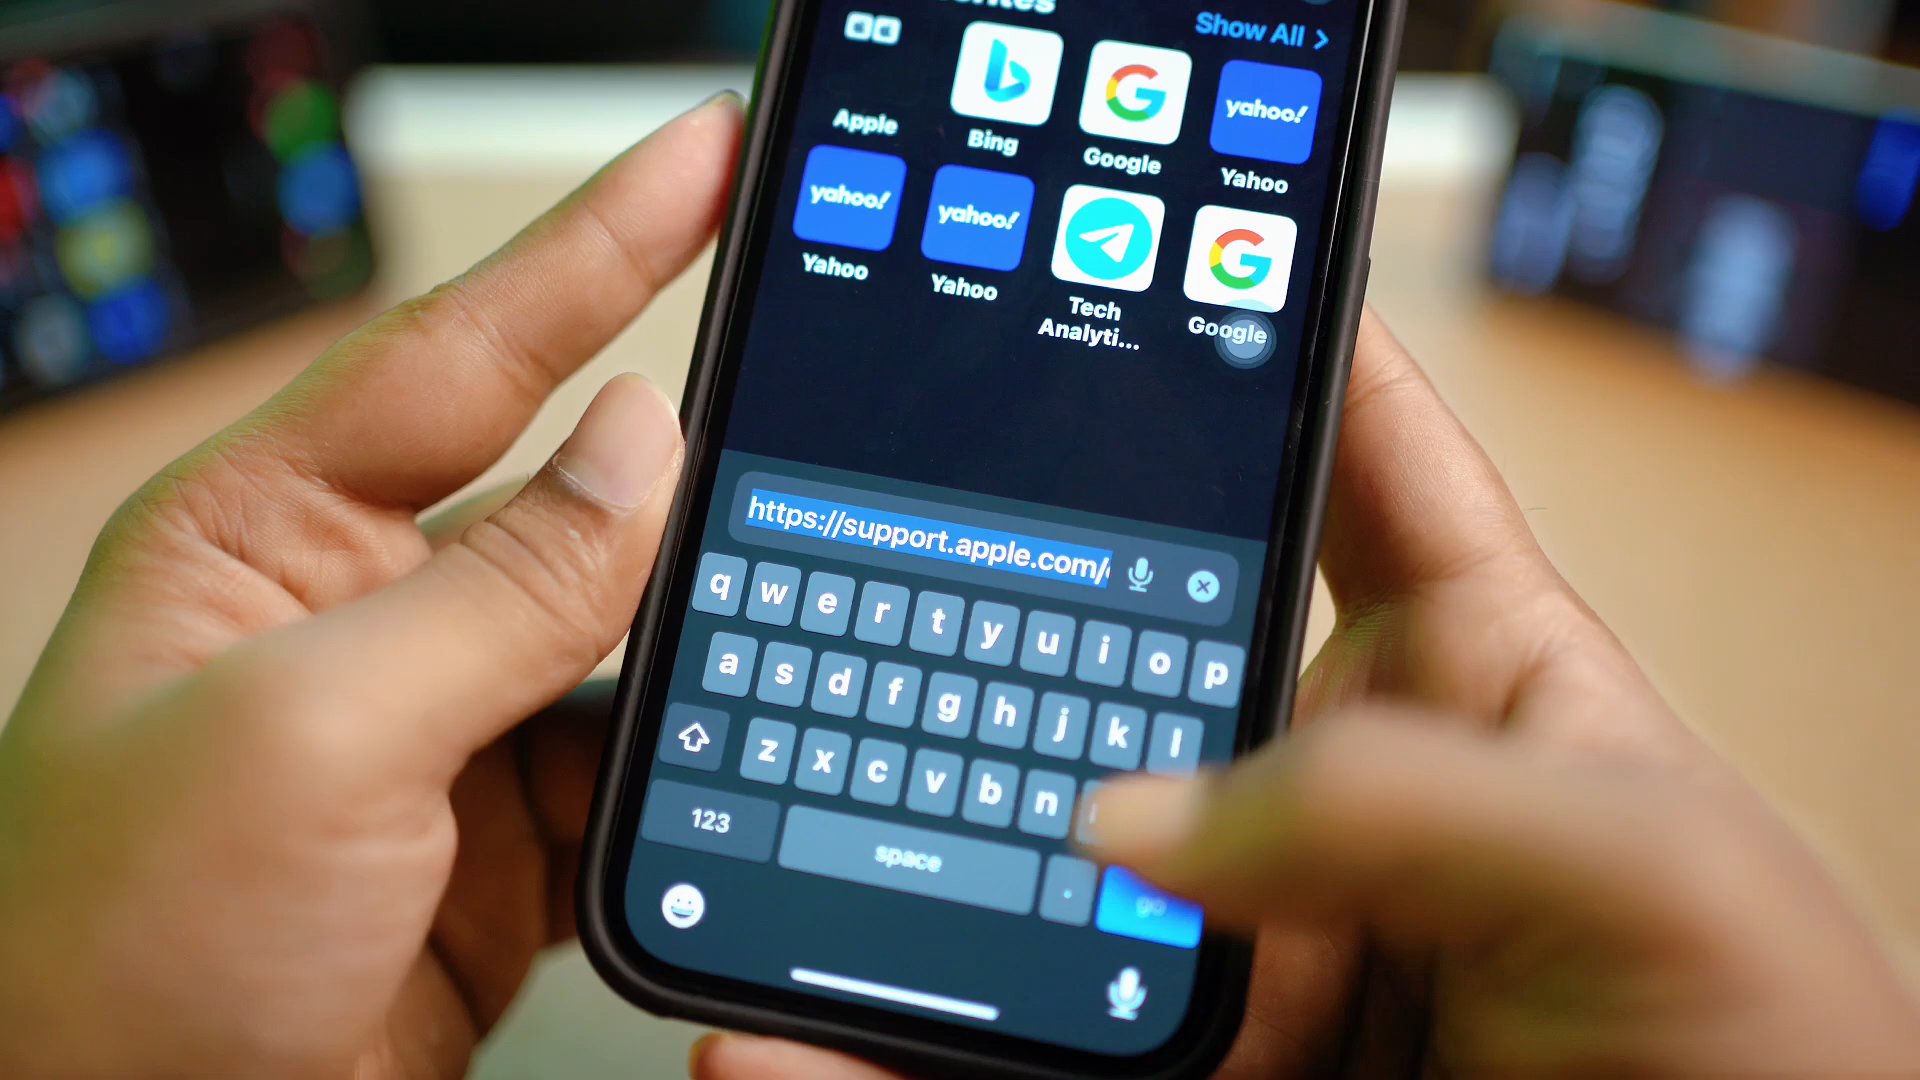 Show All >
Apple
Bing
Google
yahoo!
Yahoo
yahoo!
Yahoo
yahoo!
Yahoo
Tech
Analyti...
Google
https://support.apple.com/
q w e r t y u i o p
a s d f g h j k l
z x c v b n
123
space
.
go